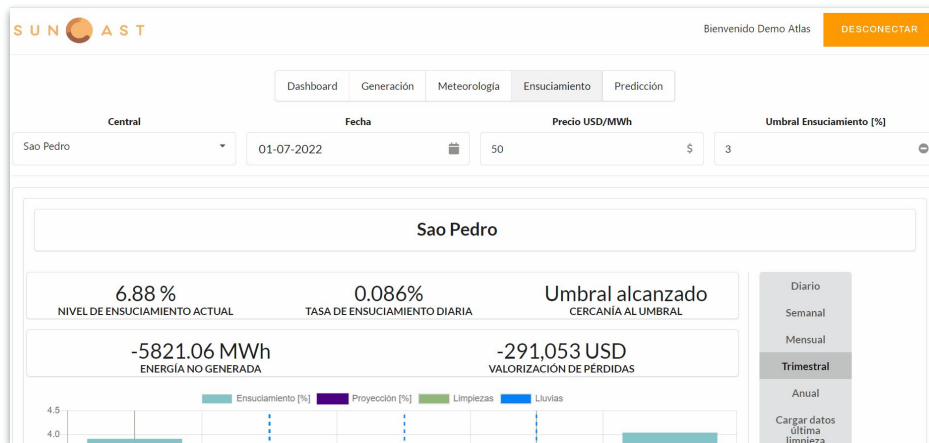 SUNCAST
Bienvenido Demo Atlas
DESCONECTAR
Dashboard Generación Meteorología Ensuciamiento Predicción
Central Fecha Precio USD/MWh Umbral Ensuciamiento [%]
Sao Pedro 01-07-2022 50 $ 3
Sao Pedro
6.88 % 0.086% Umbral alcanzado
NIVEL DE ENSUCIAMIENTO ACTUAL TASA DE ENSUCIAMIENTO DIARIA CERCANÍA AL UMBRAL
-5821.06 MWh -291,053 USD
ENERGÍA NO GENERADA VALORIZACIÓN DE PÉRDIDAS
Diario
Semanal
Mensual
Trimestral
Anual
Cargar datos
última
limpieza
Ensuciamiento [%] Proyección [%] Limpiezas Lluvias
4.5
4.0